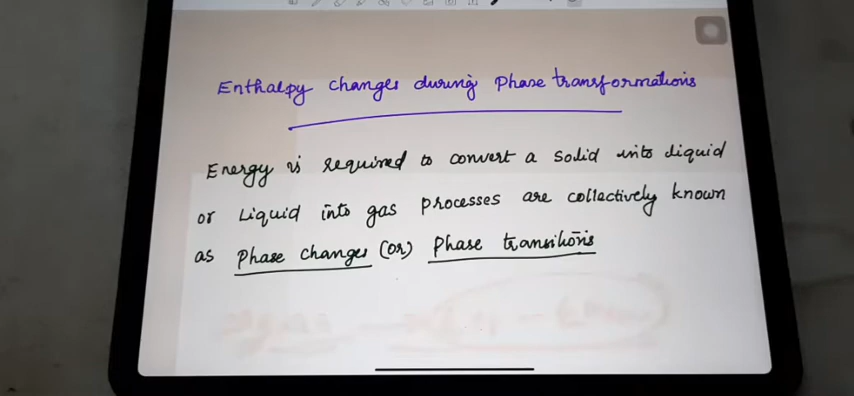 Enthalpy changes during Phase transformations
Energy is required to convert a solid into liquid
or Liquid into gas processes are collectively known
as Phase changes (or) Phase transitions